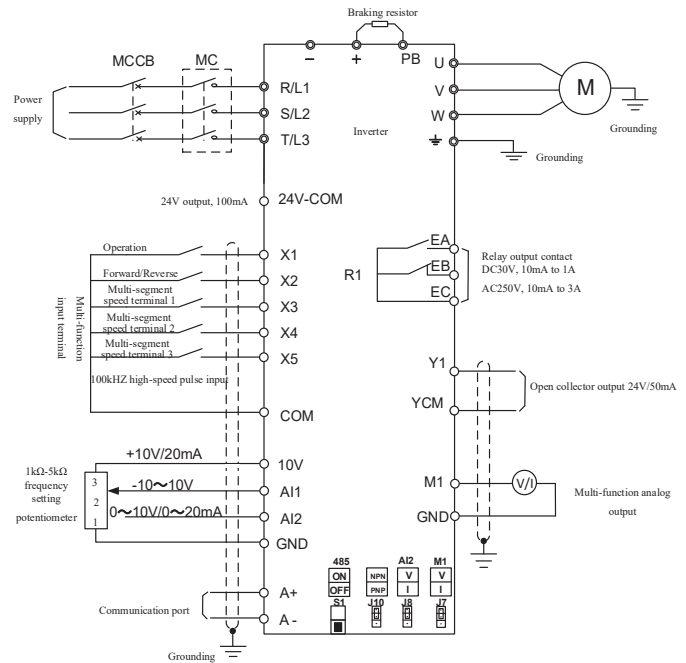 Braking resistor
MCCB MC
− + PB
Power
supply
R/L1
S/L2
T/L3
Inverter
U
V
W
M
Grounding
Grounding
24V output, 100mA
24V-COM
Operation
X1
Forward/Reverse
X2
Multi-segment
speed terminal 1
X3
Multi-segment
speed terminal 2
X4
Multi-segment
speed terminal 3
X5
Multi-function
input terminal
100kHZ high-speed pulse input
COM
R1
EA
EB
EC
Relay output contact
DC30V, 10mA to 1A
AC250V, 10mA to 3A
Y1
YCM
Open collector output 24V/50mA
+10V/20mA
10V
1kΩ-5kΩ
frequency
setting
potentiometer
3
2
1
-10～10V
AI1
0～10V/0～20mA
AI2
GND
M1
V/I
GND
Multi-function analog
output
485 AI2 M1
ON NPN V V
OFF PNP I I
S1 J10 J8 J7
Communication port
A+
A -
Grounding